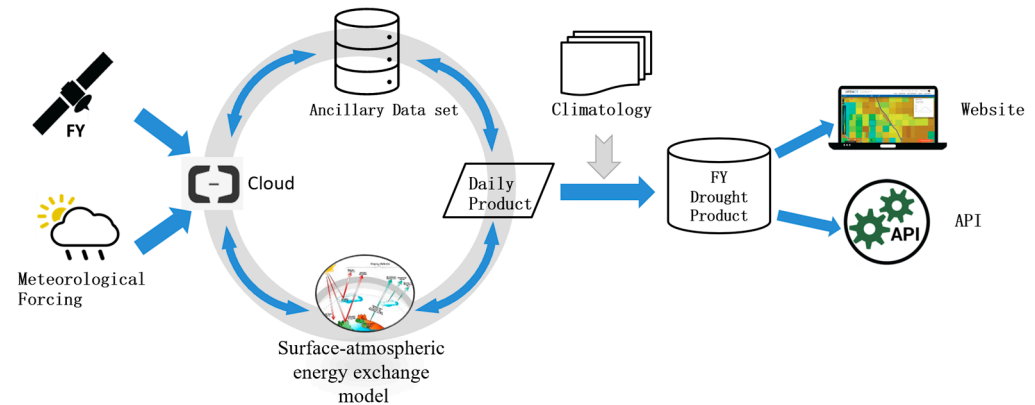 FY
Meteorological
Forcing
Cloud
Ancillary Data set
Surface-atmospheric
energy exchange
model
Daily
Product
Climatology
FY
Drought
Product
Website
API
API